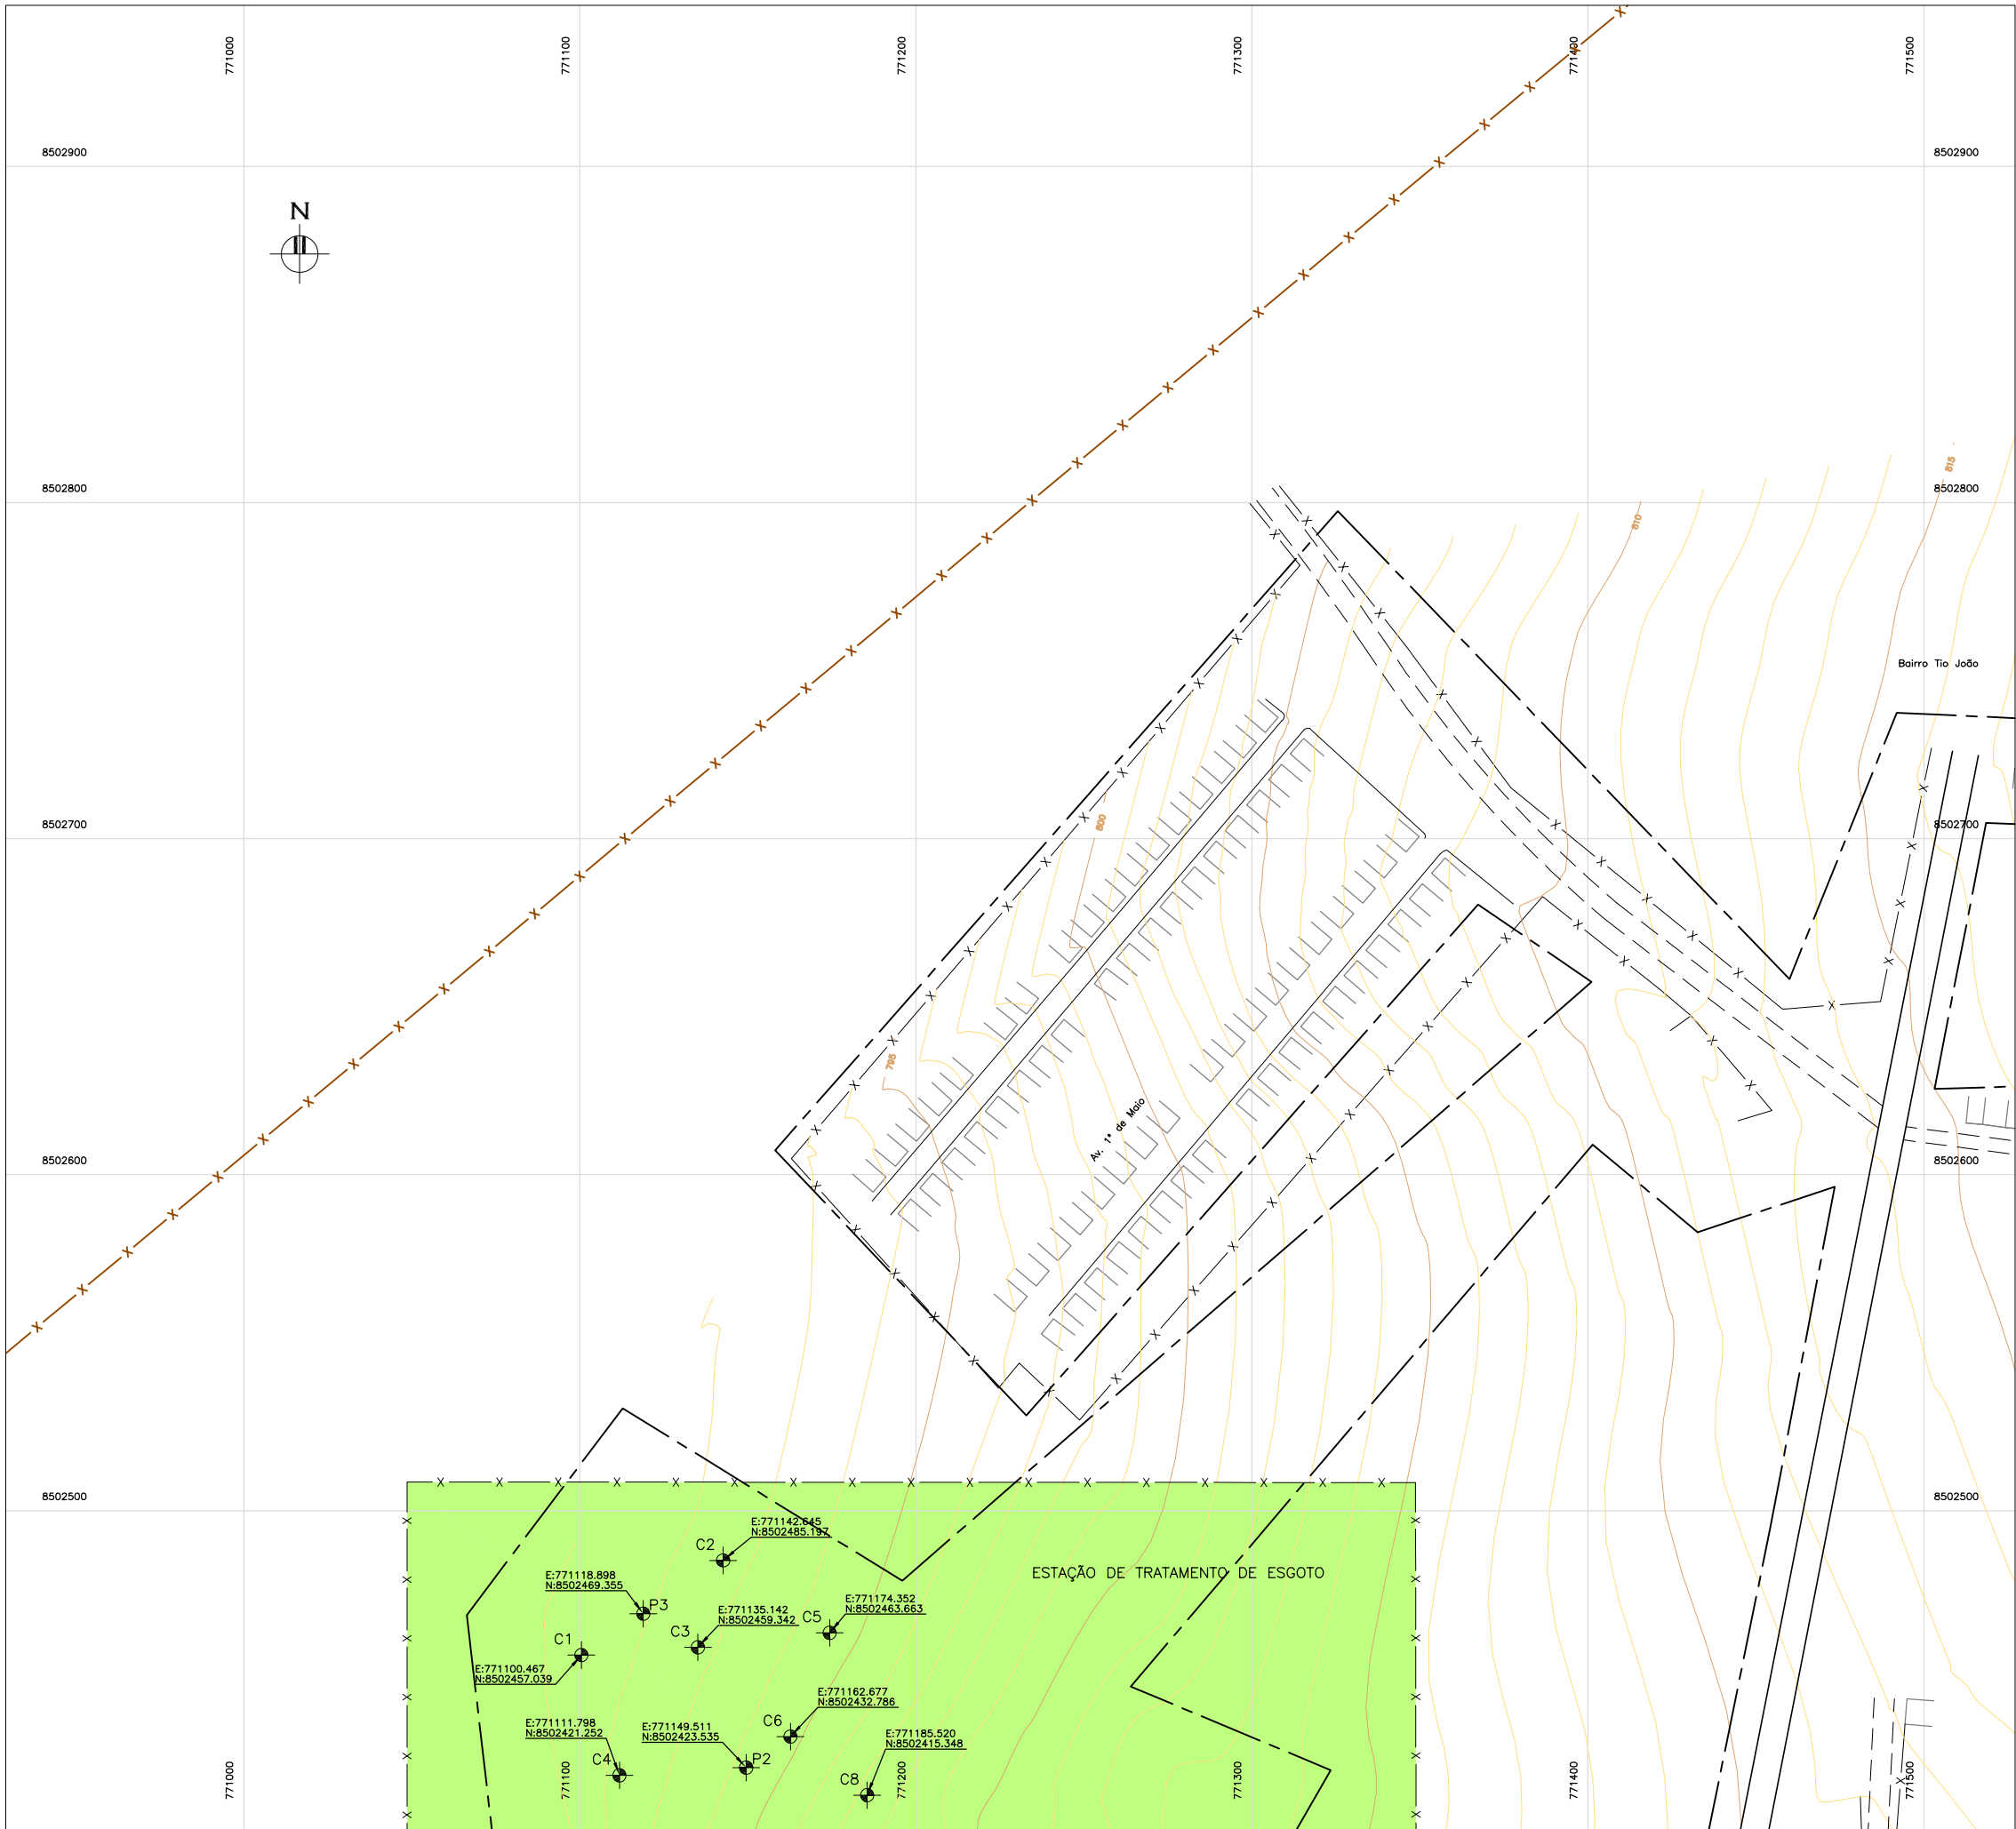 771000
771100
771200
771300
771400
771500
8502900
8502900
N
8502800
8502800
815
810
Bairro Tio João
8502700
8502700
800
795
Av. 1º de Maio
8502600
8502600
8502500
8502500
E:771142.645
N:8502485.197
C2
ESTAÇÃO DE TRATAMENTO DE ESGOTO
E:771118.898
N:8502469.355
P3
E:771174.352
N:8502463.663
C5
E:771135.142
N:8502459.342
C3
C1
E:771100.467
N:8502457.039
E:771162.677
N:8502432.786
C6
E:771111.798
N:8502421.252
C4
E:771149.511
N:8502423.535
P2
E:771185.520
N:8502415.348
C8
771000
771100
771200
771300
771400
771500